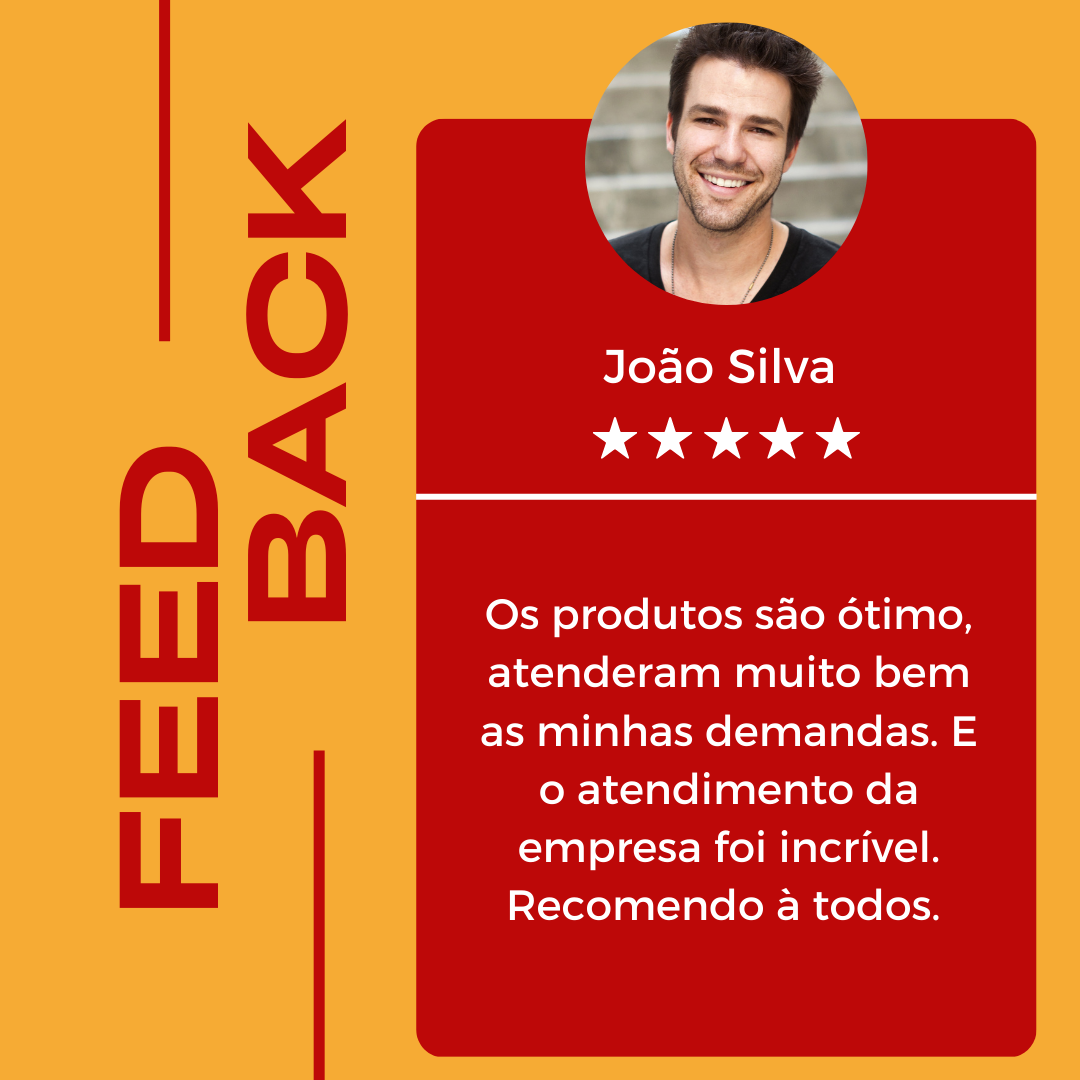 FEED
BACK
João Silva
Os produtos são ótimo,
atenderam muito bem
as minhas demandas. E
o atendimento da
empresa foi incrível.
Recomendo à todos.